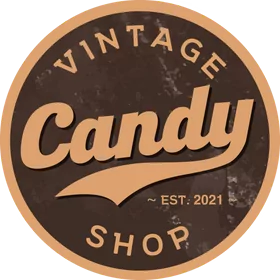 VINTAGE
Candy
~ EST. 2021 ~
SHOP